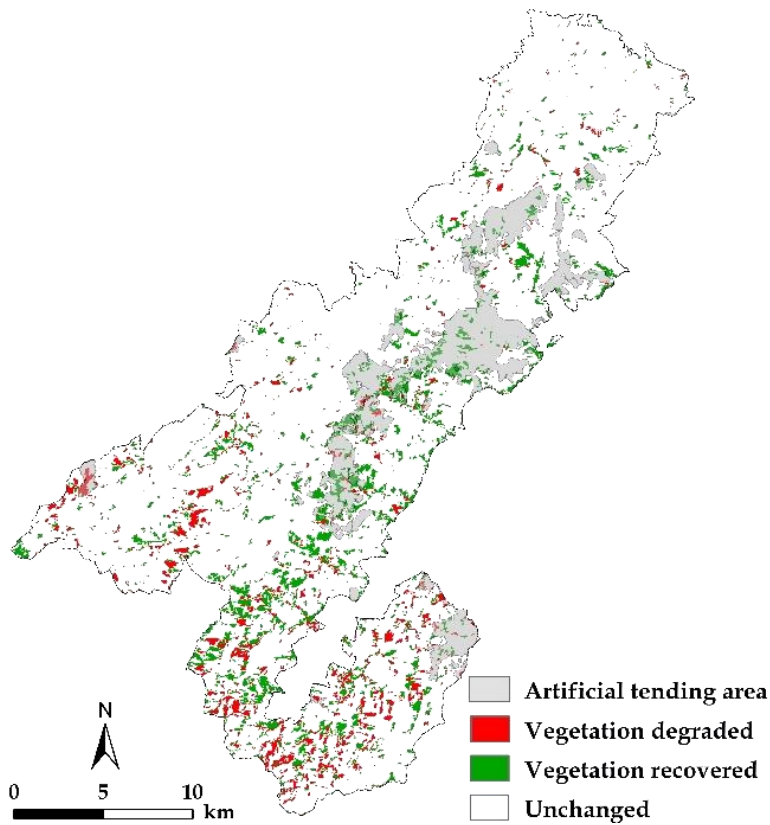 Artificial tending area
Vegetation degraded
Vegetation recovered
Unchanged
N
0 5 10
km